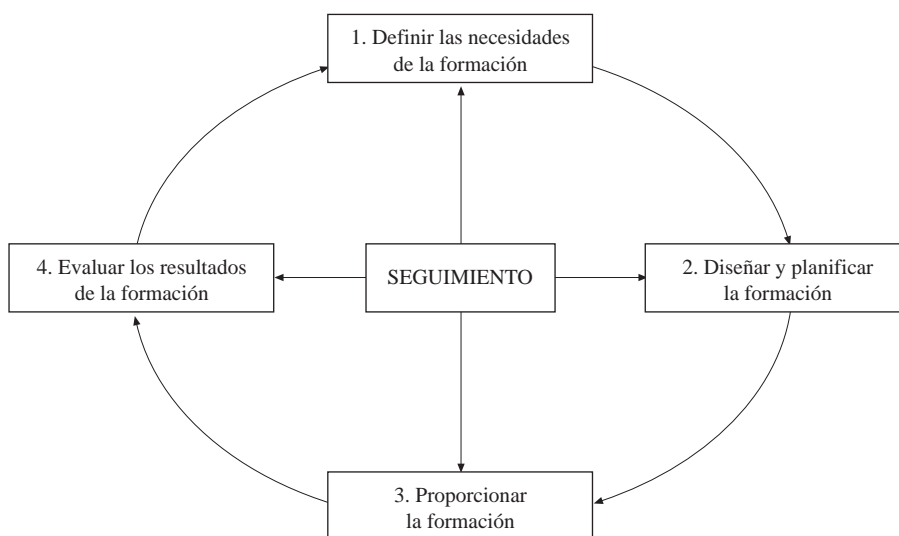 1. Definir las necesidades
de la formación
4. Evaluar los resultados
de la formación
SEGUIMIENTO
2. Diseñar y planificar
la formación
3. Proporcionar
la formación